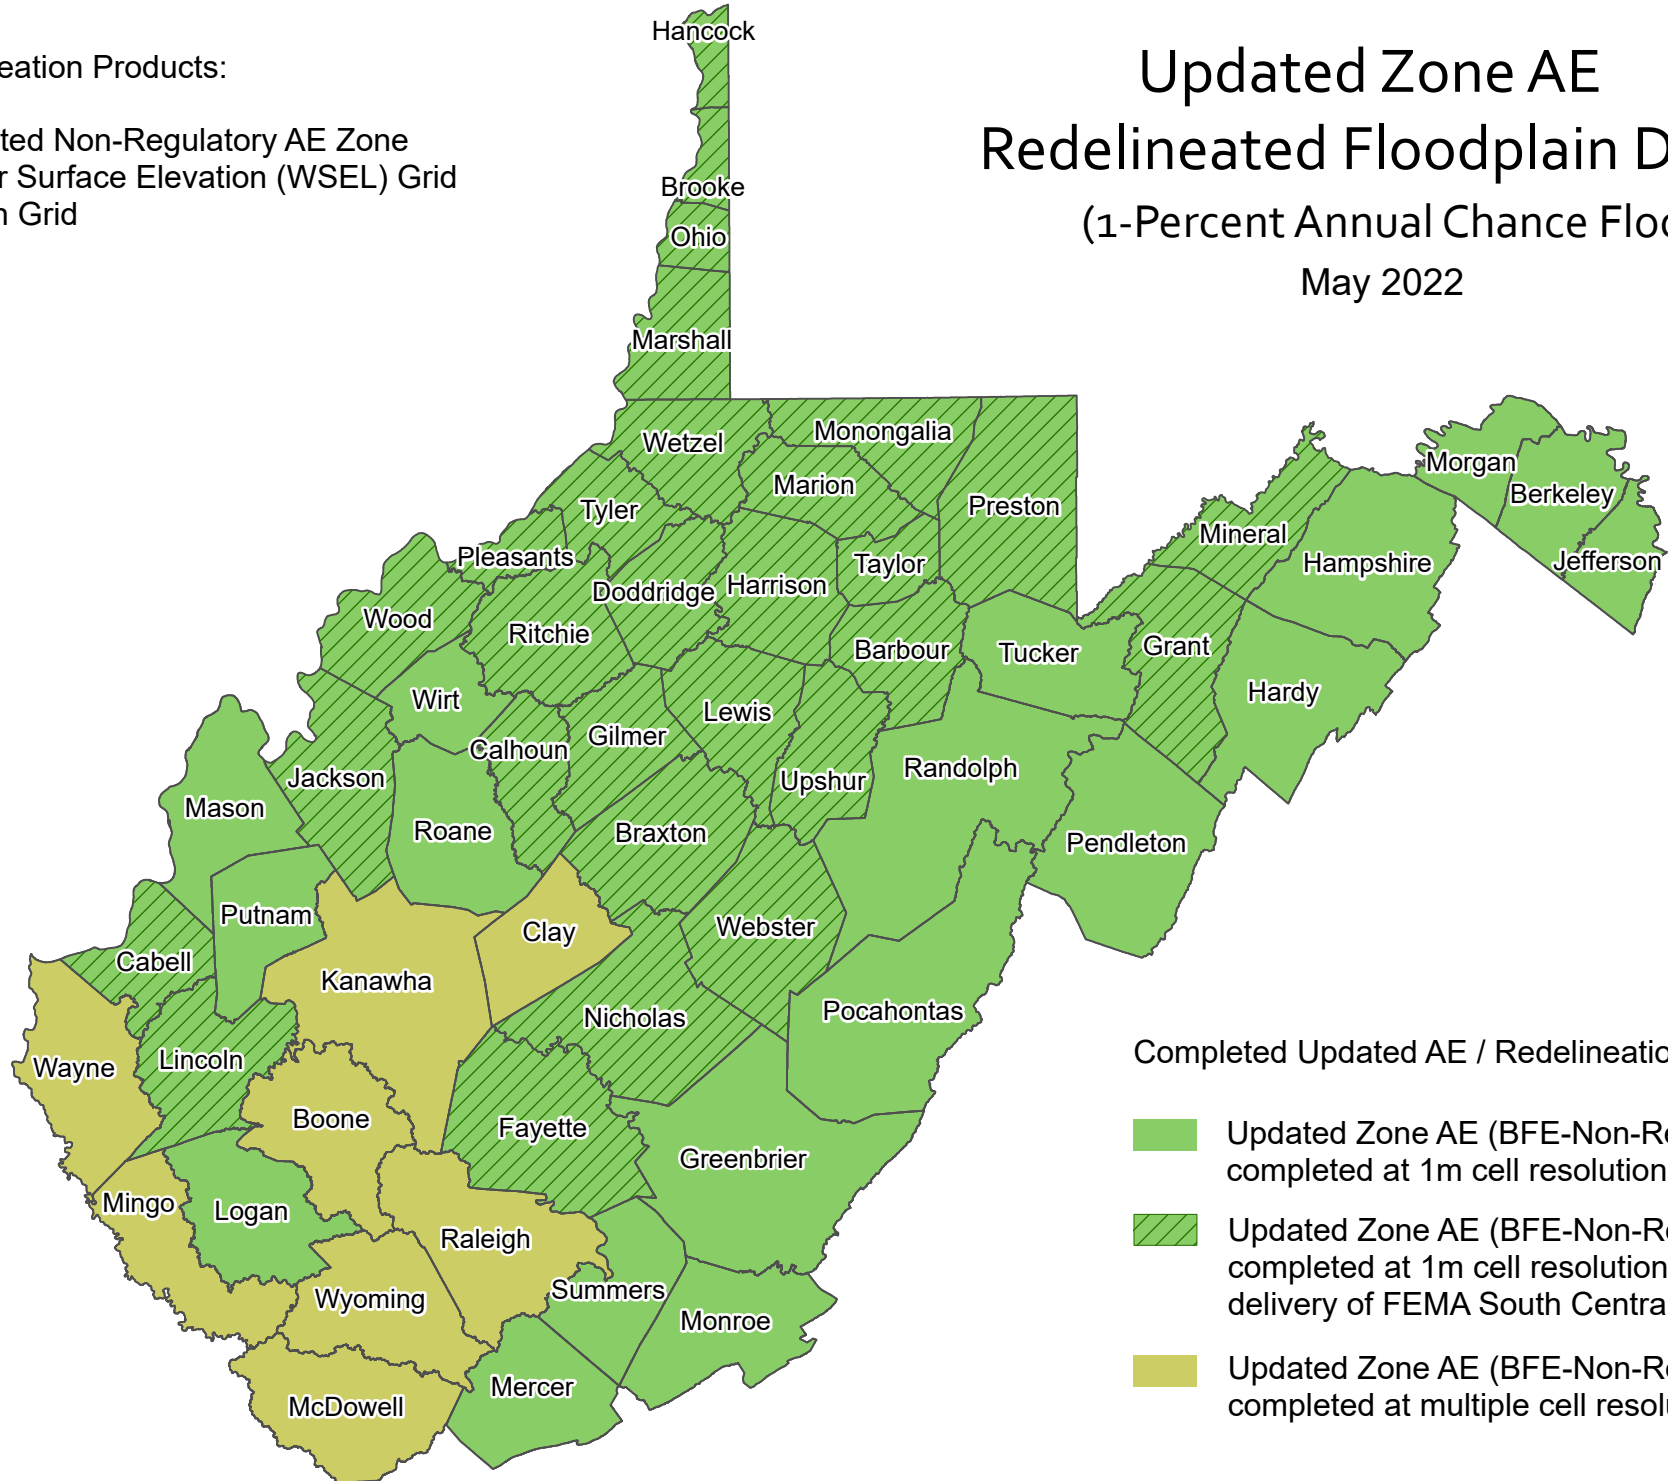 eation Products:
ted Non-Regulatory AE Zone
r Surface Elevation (WSEL) Grid
Grid
Updated Zone AE
Redelineated Floodplain D
(1-Percent Annual Chance Floo
May 2022
Hancock
Brooke
Ohio
Marshall
Wetzel
Monongalia
Marion
Preston
Tyler
Pleasants
Doddridge
Harrison
Taylor
Wood
Ritchie
Barbour
Tucker
Grant
Mineral
Hampshire
Morgan
Berkeley
Jefferson
Hardy
Wirt
Calhoun
Gilmer
Lewis
Upshur
Randolph
Pendleton
Mason
Jackson
Roane
Braxton
Putnam
Clay
Webster
Cabell
Kanawha
Nicholas
Pocahontas
Wayne
Lincoln
Boone
Fayette
Greenbrier
Mingo
Logan
Raleigh
Summers
Wyoming
Monroe
Mercer
McDowell
Completed Updated AE / Redelineatio
Updated Zone AE (BFE-Non-Re
completed at 1m cell resolution
Updated Zone AE (BFE-Non-Re
completed at 1m cell resolution
delivery of FEMA South Centra
Updated Zone AE (BFE-Non-Re
completed at multiple cell resolu